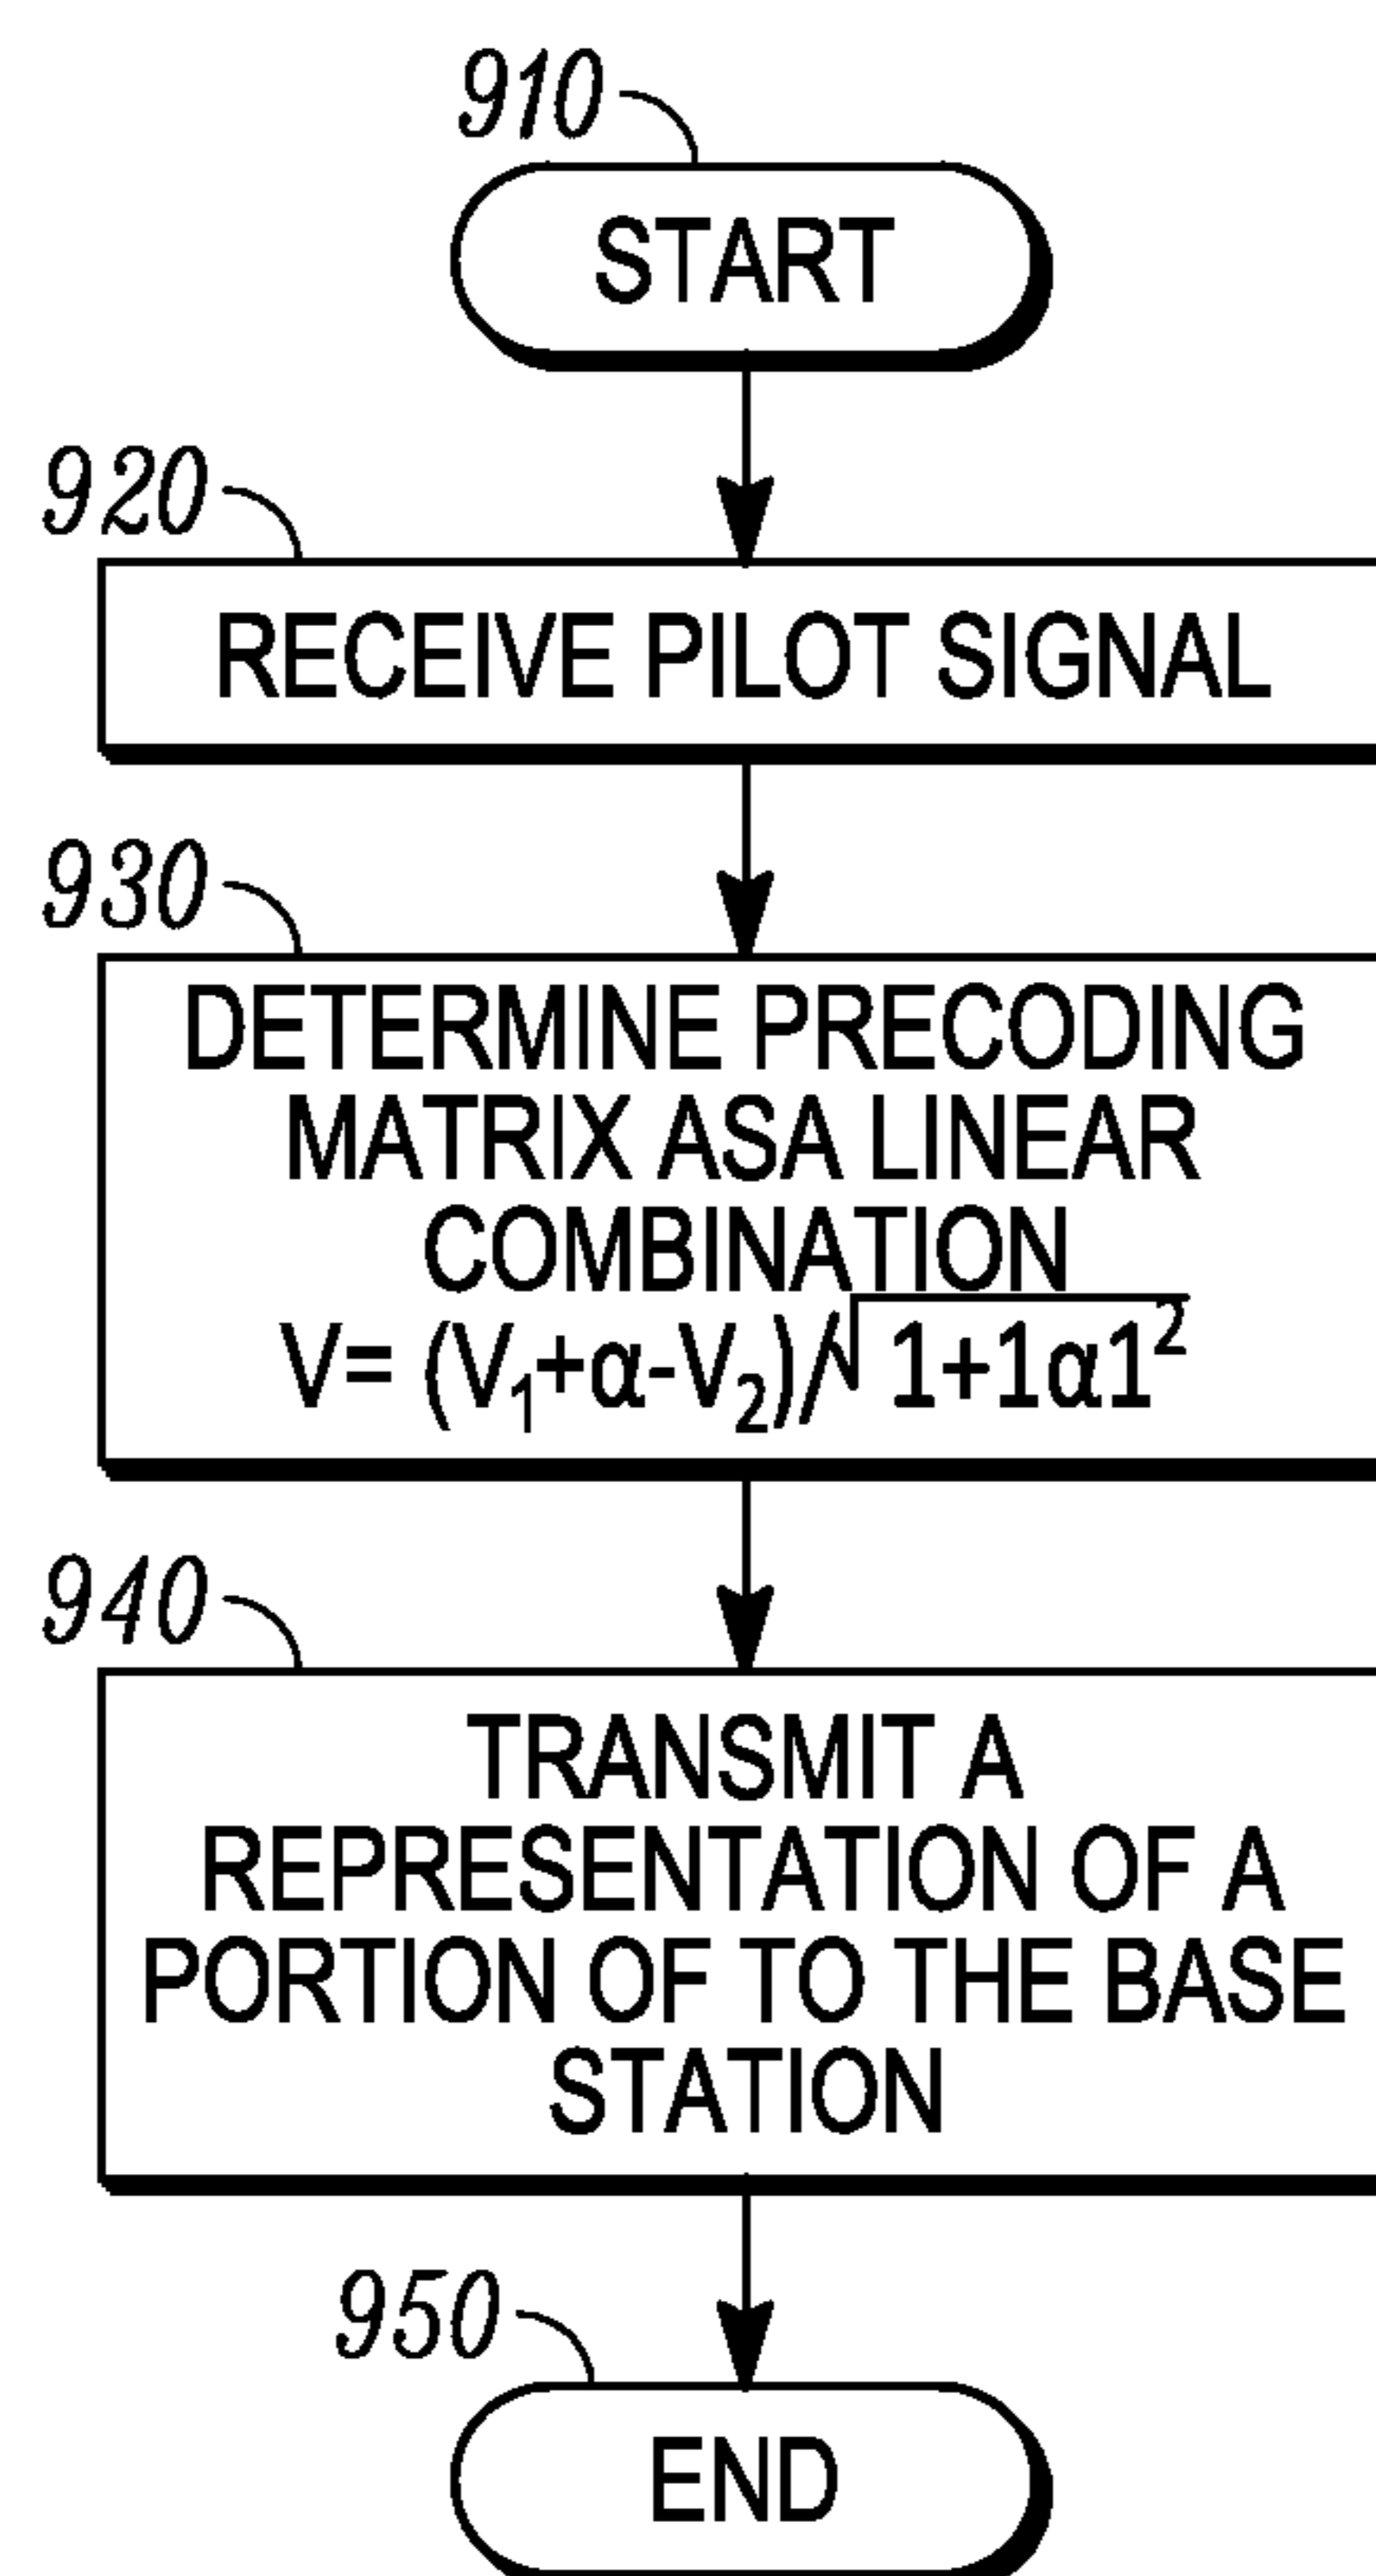 910
START
920
RECEIVE PILOT SIGNAL
930
DETERMINE PRECODING
MATRIX ASA LINEAR
COMBINATION
V= (V₁+α-V₂)/√1+1α1²
940
TRANSMIT A
REPRESENTATION OF A
PORTION OF TO THE BASE
STATION
950
END